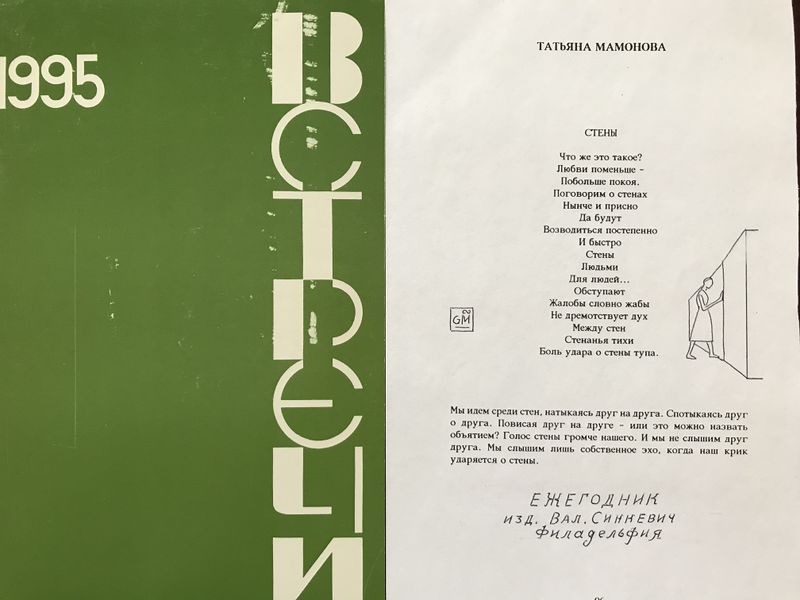 1995
ВСТРЕЧИ
ТАТЬЯНА МАМОНОВА
СТЕНЫ
Что же это такое?
Любви поменьше –
Побольше покоя.
Поговорим о стенах
Нынче и присно
Да будут
Возводиться постепенно
И быстро
Стены
Людьми
Для людей...
Обступают
Жалобы словно жабы
Не дремотствует дух
Между стен
Стенанья тихи
Боль удара о стены тупа.
GM
Мы идем среди стен, натыкаясь друг на друга. Спотыкаясь друг
о друга. Повисая друг на друге – или это можно назвать
объятием? Голос стены громче нашего. И мы не слышим друг
друга. Мы слышим лишь собственное эхо, когда наш крик
ударяется о стены.
ЕЖЕГОДНИК
ИЗД. ВАЛ. СИНКЕВИЧ
ФИЛАДЕЛЬФИЯ